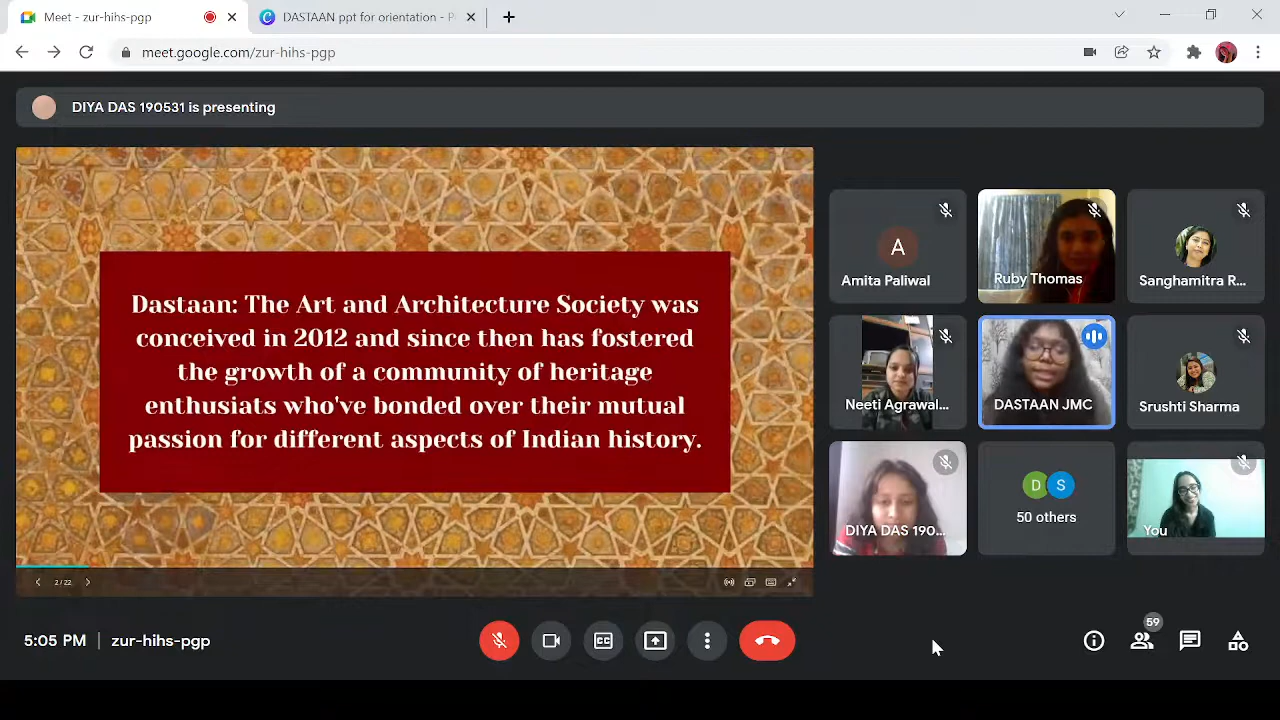 Meet - zur-hihs-pgp
DASTAAN ppt for orientation - P
meet.google.com/zur-hihs-pgp
DIYA DAS 190531 is presenting
Dastaan: The Art and Architecture Society was
conceived in 2012 and since then has fostered
the growth of a community of heritage
enthusiats who've bonded over their mutual
passion for different aspects of Indian history.
2/22
A
Amita Paliwal
Ruby Thomas
Sanghamitra R...
Neeti Agrawal...
DASTAAN JMC
Srushti Sharma
DIYA DAS 190...
D S
50 others
You
5:05 PM | zur-hihs-pgp
CC
59